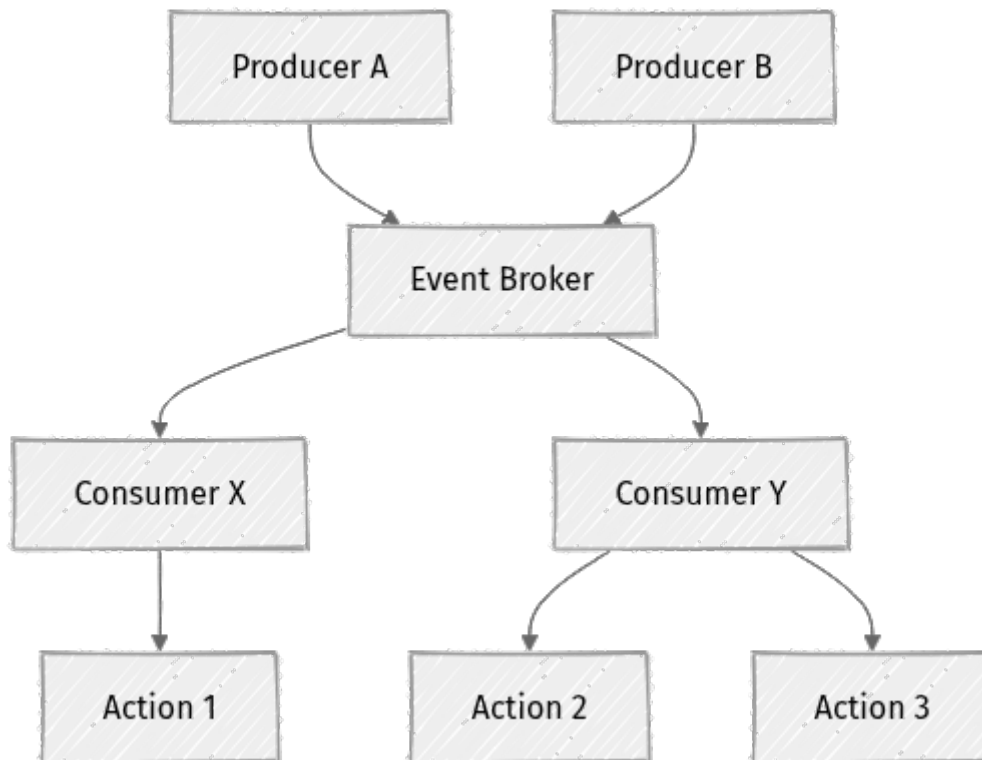 Producer A
Producer B
Event Broker
Consumer X
Consumer Y
Action 1
Action 2
Action 3